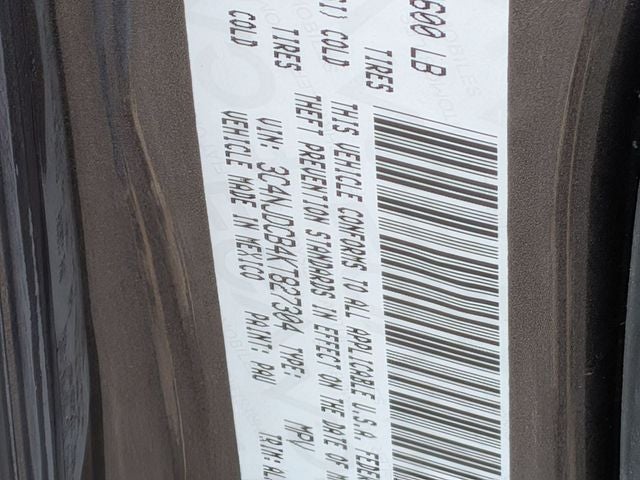 600 LB
TIRES
COLD
TIRES
COLD
THIS VEHICLE CONFORMS TO ALL APPLICABLE U.S.A.
THEFT PREVENTION STANDARDS IN EFFECT ON THE DATE OF
VIN: 3C4NJDCB4KT827304 TYPE: MPV
VEHICLE MADE IN MEXICO PAINT: PAU